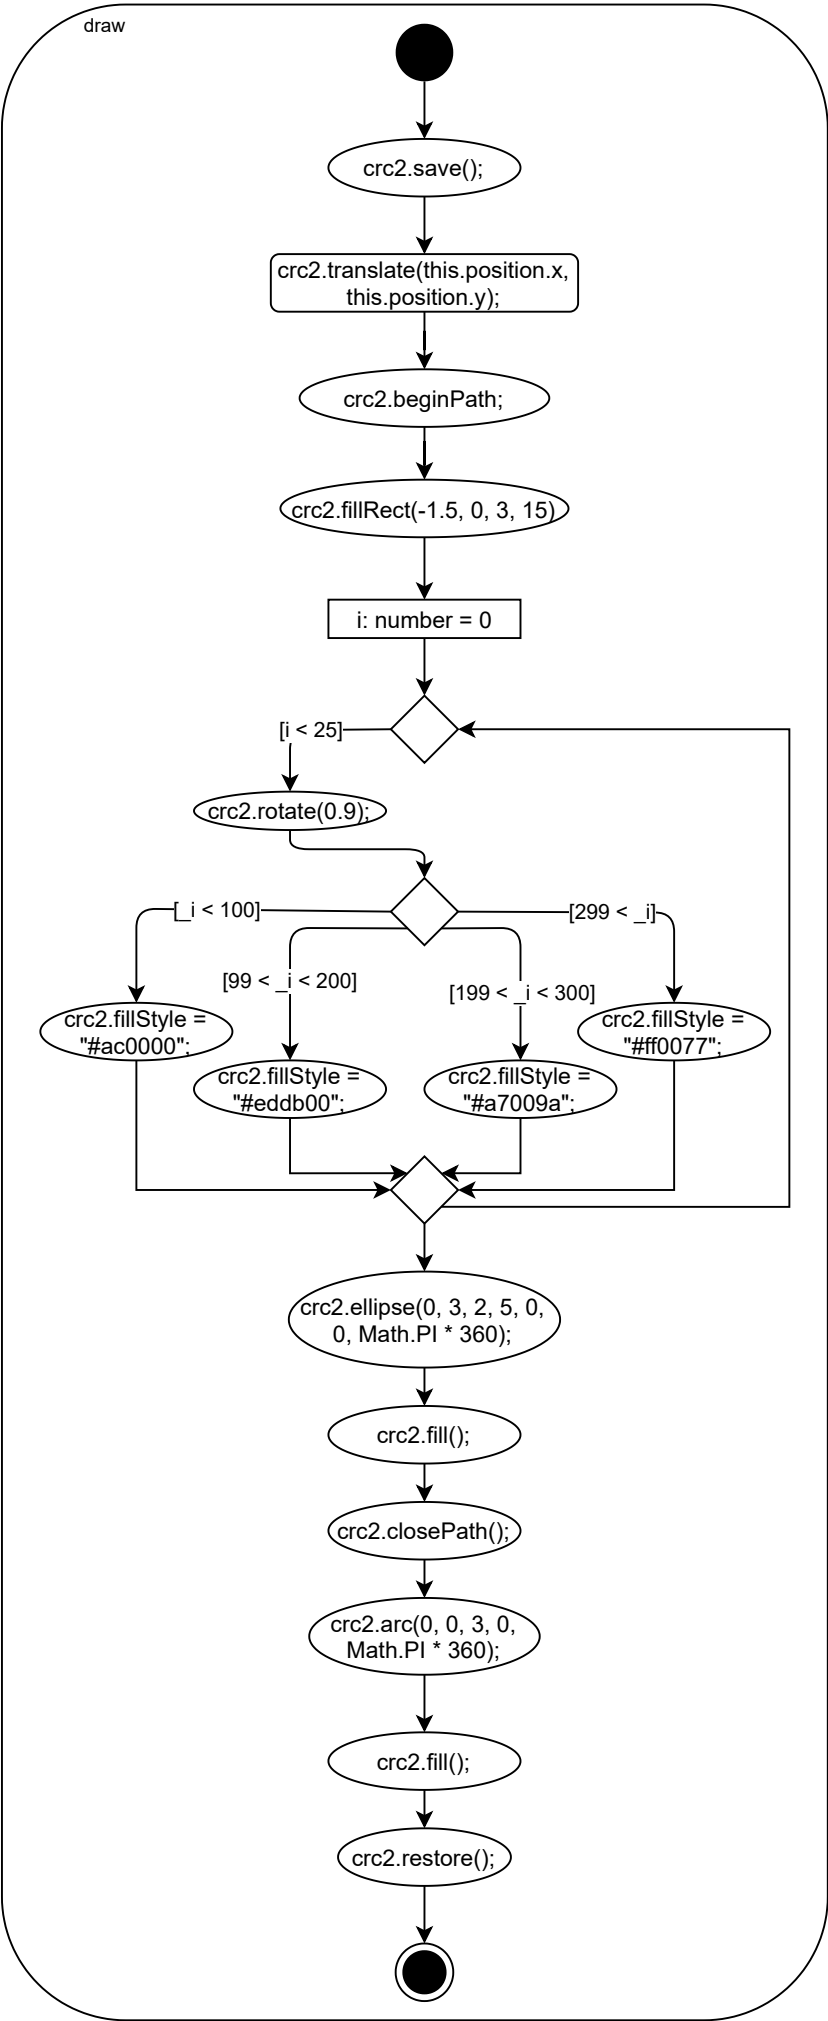 draw
crc2.save();
crc2.translate(this.position.x,
this.position.y);
crc2.beginPath;
crc2.fillRect(-1.5, 0, 3, 15)
i: number = 0
[i < 25]
crc2.rotate(0.9);
[_i < 100]
[299 < _i]
[99 < _i < 200]
[199 < _i < 300]
crc2.fillStyle =
"#ac0000";
crc2.fillStyle =
"#eddb00";
crc2.fillStyle =
"#a7009a";
crc2.fillStyle =
"#ff0077";
crc2.ellipse(0, 3, 2, 5, 0,
0, Math.PI * 360);
crc2.fill();
crc2.closePath();
crc2.arc(0, 0, 3, 0,
Math.PI * 360);
crc2.fill();
crc2.restore();